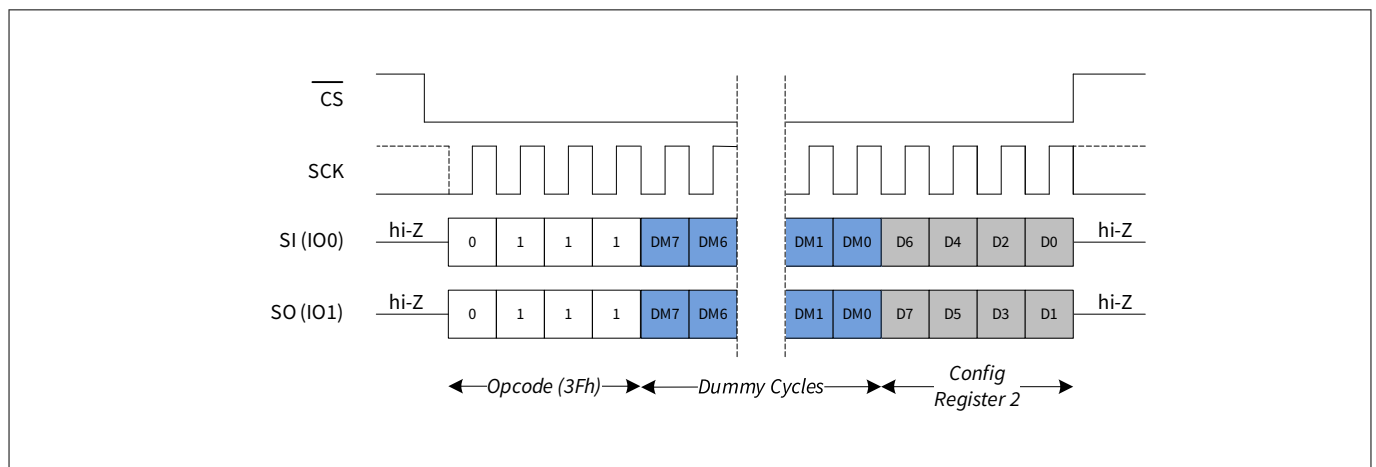 CS
SCK
SI (IO0) hi-Z 0 1 1 1 DM7 DM6 DM1 DM0 D6 D4 D2 D0 hi-Z
SO (IO1) hi-Z 0 1 1 1 DM7 DM6 DM1 DM0 D7 D5 D3 D1 hi-Z
Opcode (3Fh) Dummy Cycles Config
Register 2